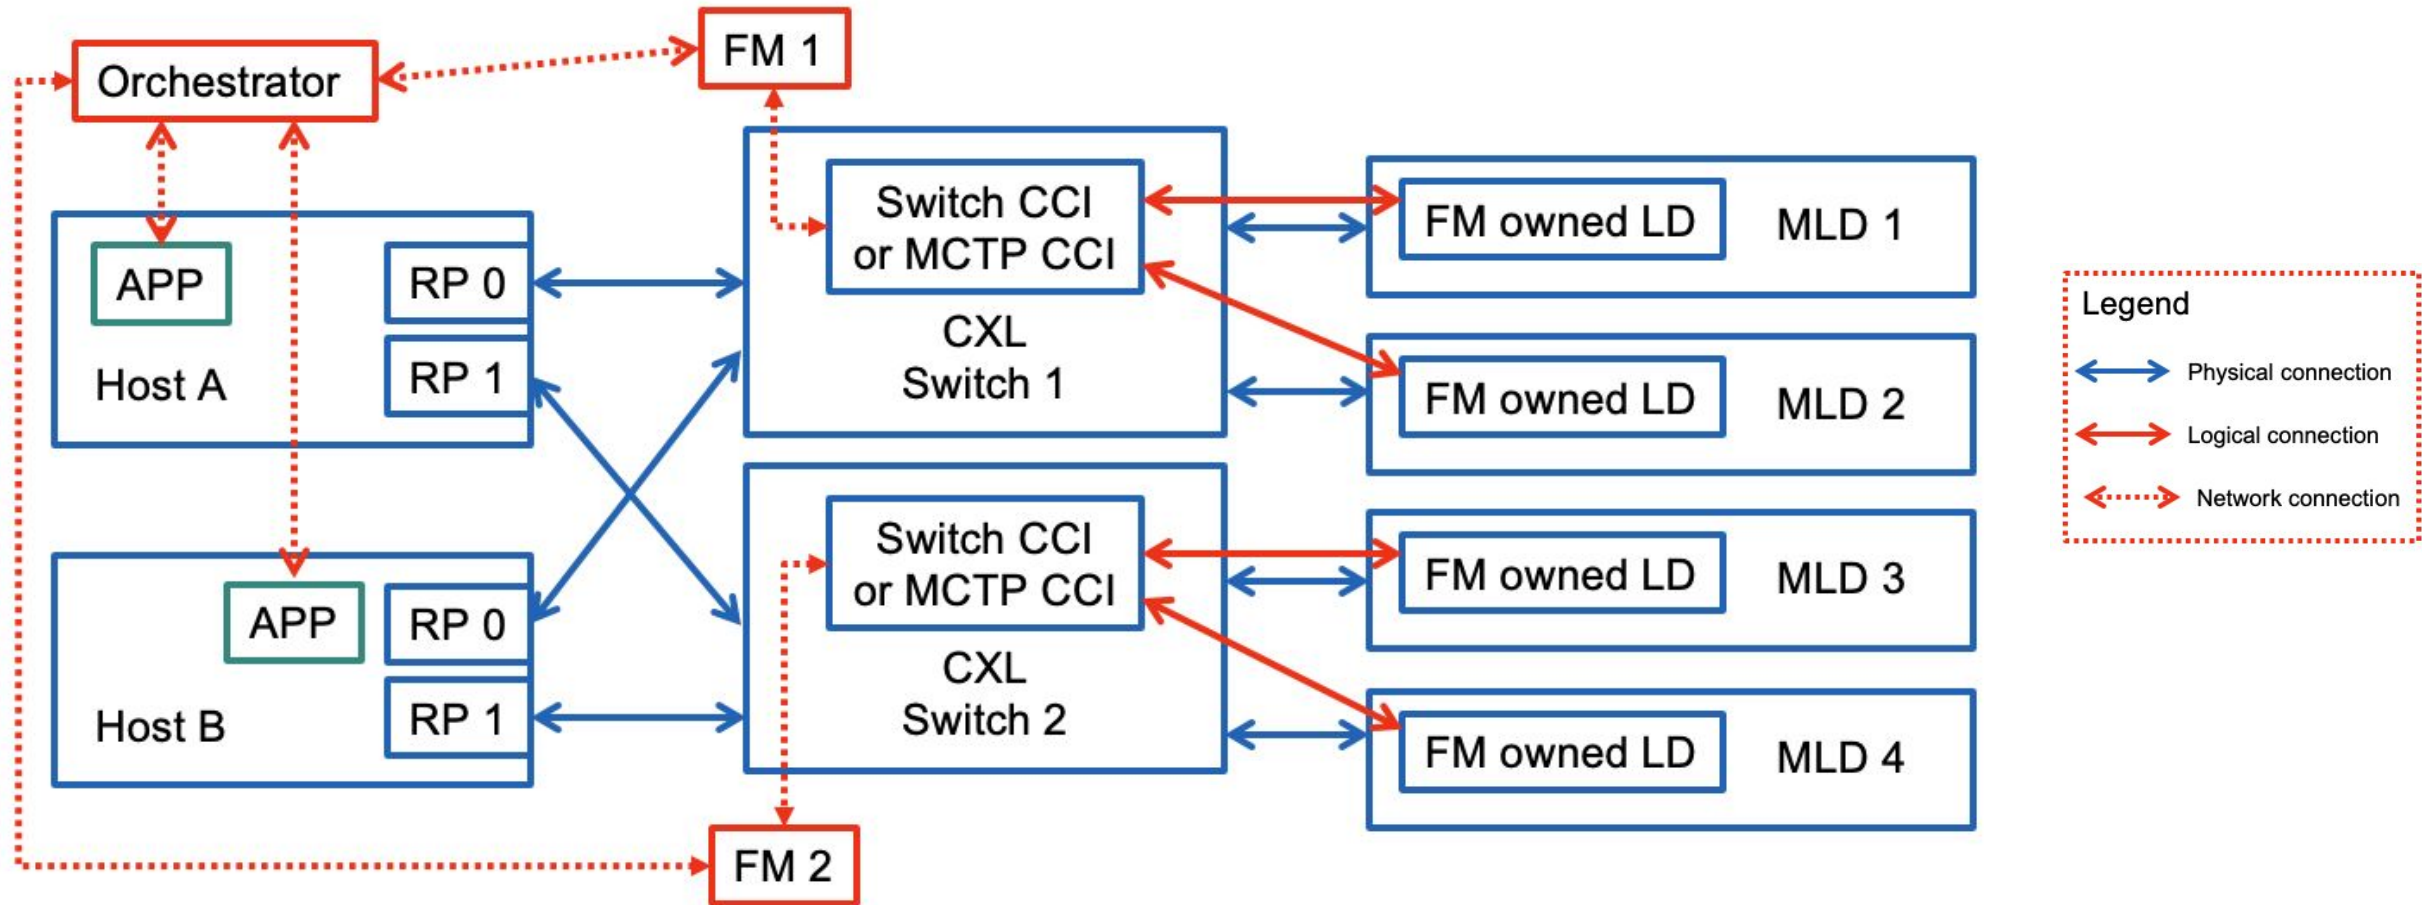 FM 1
Orchestrator
Switch CCI
or MCTP CCI
CXL
Switch 1
FM owned LD
MLD 1
APP
RP 0
RP 1
Host A
FM owned LD
MLD 2
Legend
Physical connection
Logical connection
Network connection
Switch CCI
or MCTP CCI
CXL
Switch 2
FM owned LD
MLD 3
APP
RP 0
RP 1
Host B
FM owned LD
MLD 4
FM 2